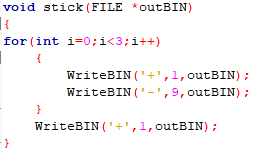 void stick(FILE *outBIN)
{
for(int i=0;i<3;i++)
{
WriteBIN('+',1,outBIN);
WriteBIN('-',9,outBIN);
}
WriteBIN('+',1,outBIN);
}